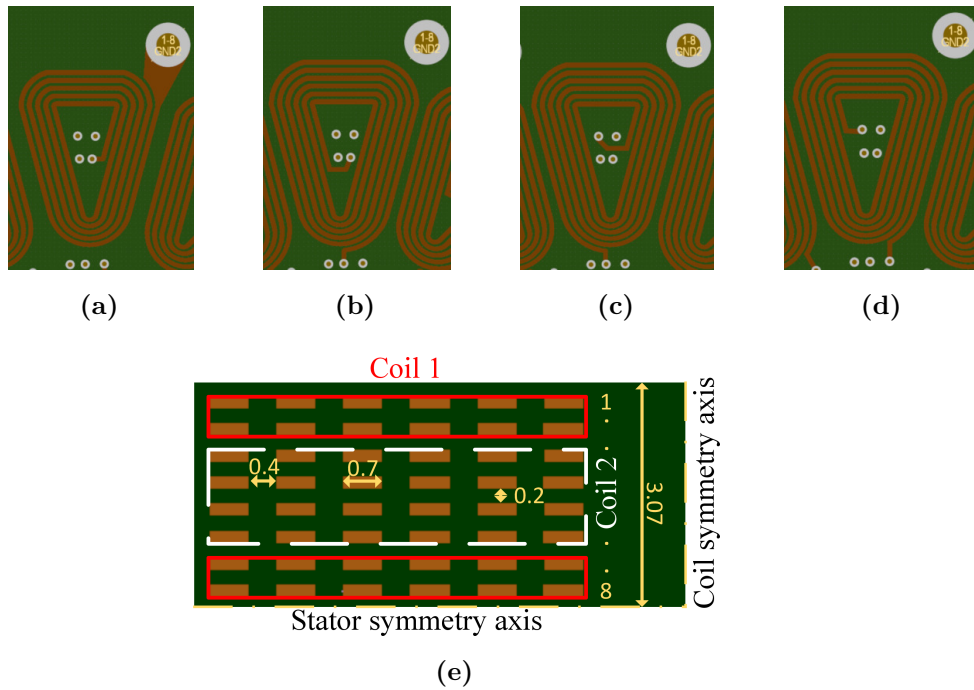 1-8
GND2
1-8
GND2
1-8
GND2
1-8
GND2
(a)
(b)
(c)
(d)
Coil 1
1
.
.
0.4
0.7
0.2
Coil 2
3.07
Coil symmetry axis
.
.
8
Stator symmetry axis
(e)